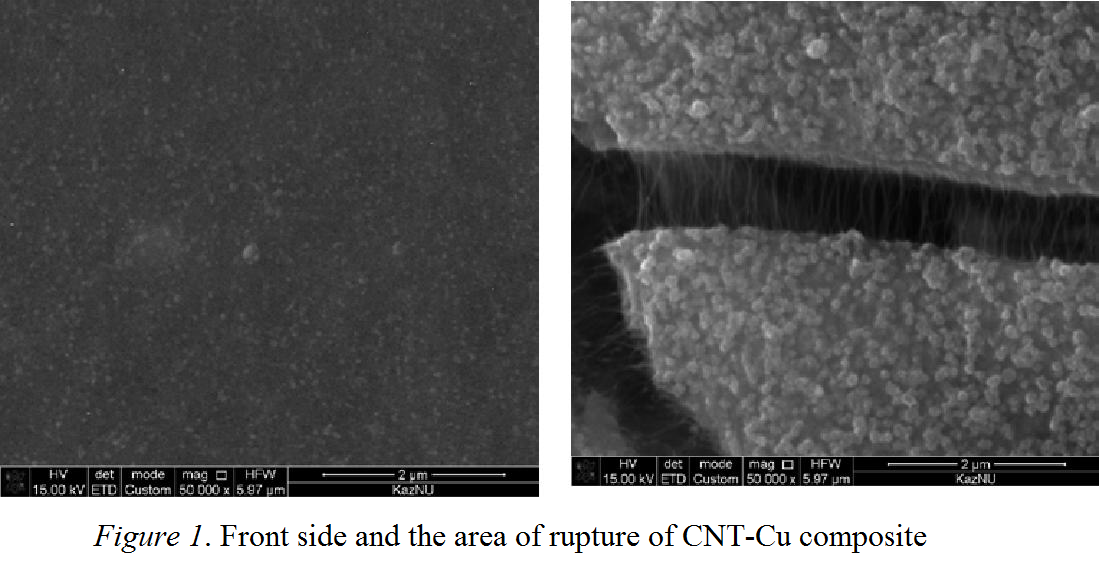 HV det mode mag HFW 2 µm
15.00 kV ETD Custom 50 000 x 5.97 µm KazNU
HV det mode mag HFW 2 µm
15.00 kV ETD Custom 50 000 x 5.97 µm KazNU
Figure 1. Front side and the area of rupture of CNT-Cu composite